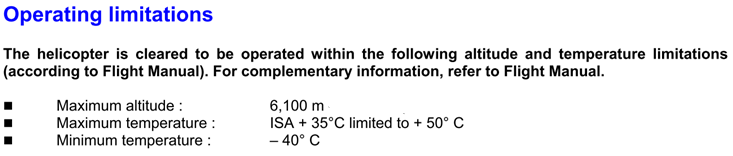 Operating limitations
The helicopter is cleared to be operated within the following altitude and temperature limitations
(according to Flight Manual). For complementary information, refer to Flight Manual.
■ Maximum altitude : 6,100 m
■ Maximum temperature : ISA + 35°C limited to + 50° C
■ Minimum temperature : – 40° C